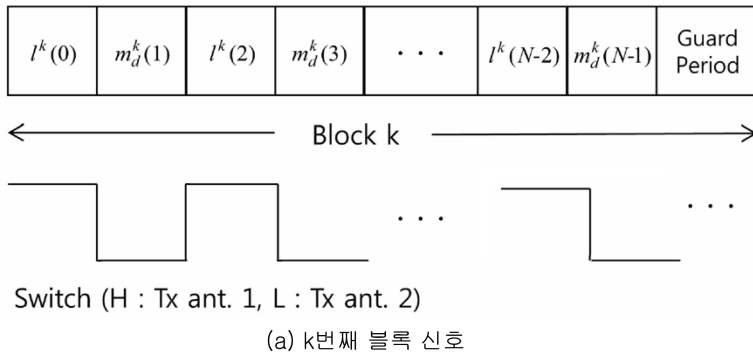 l^k(0) m_d^k(1) l^k(2) m_d^k(3) · · · l^k(N-2) m_d^k(N-1) Guard Period
Block k
· · · · · ·
Switch (H : Tx ant. 1, L : Tx ant. 2)
(a) k번째 블록 신호